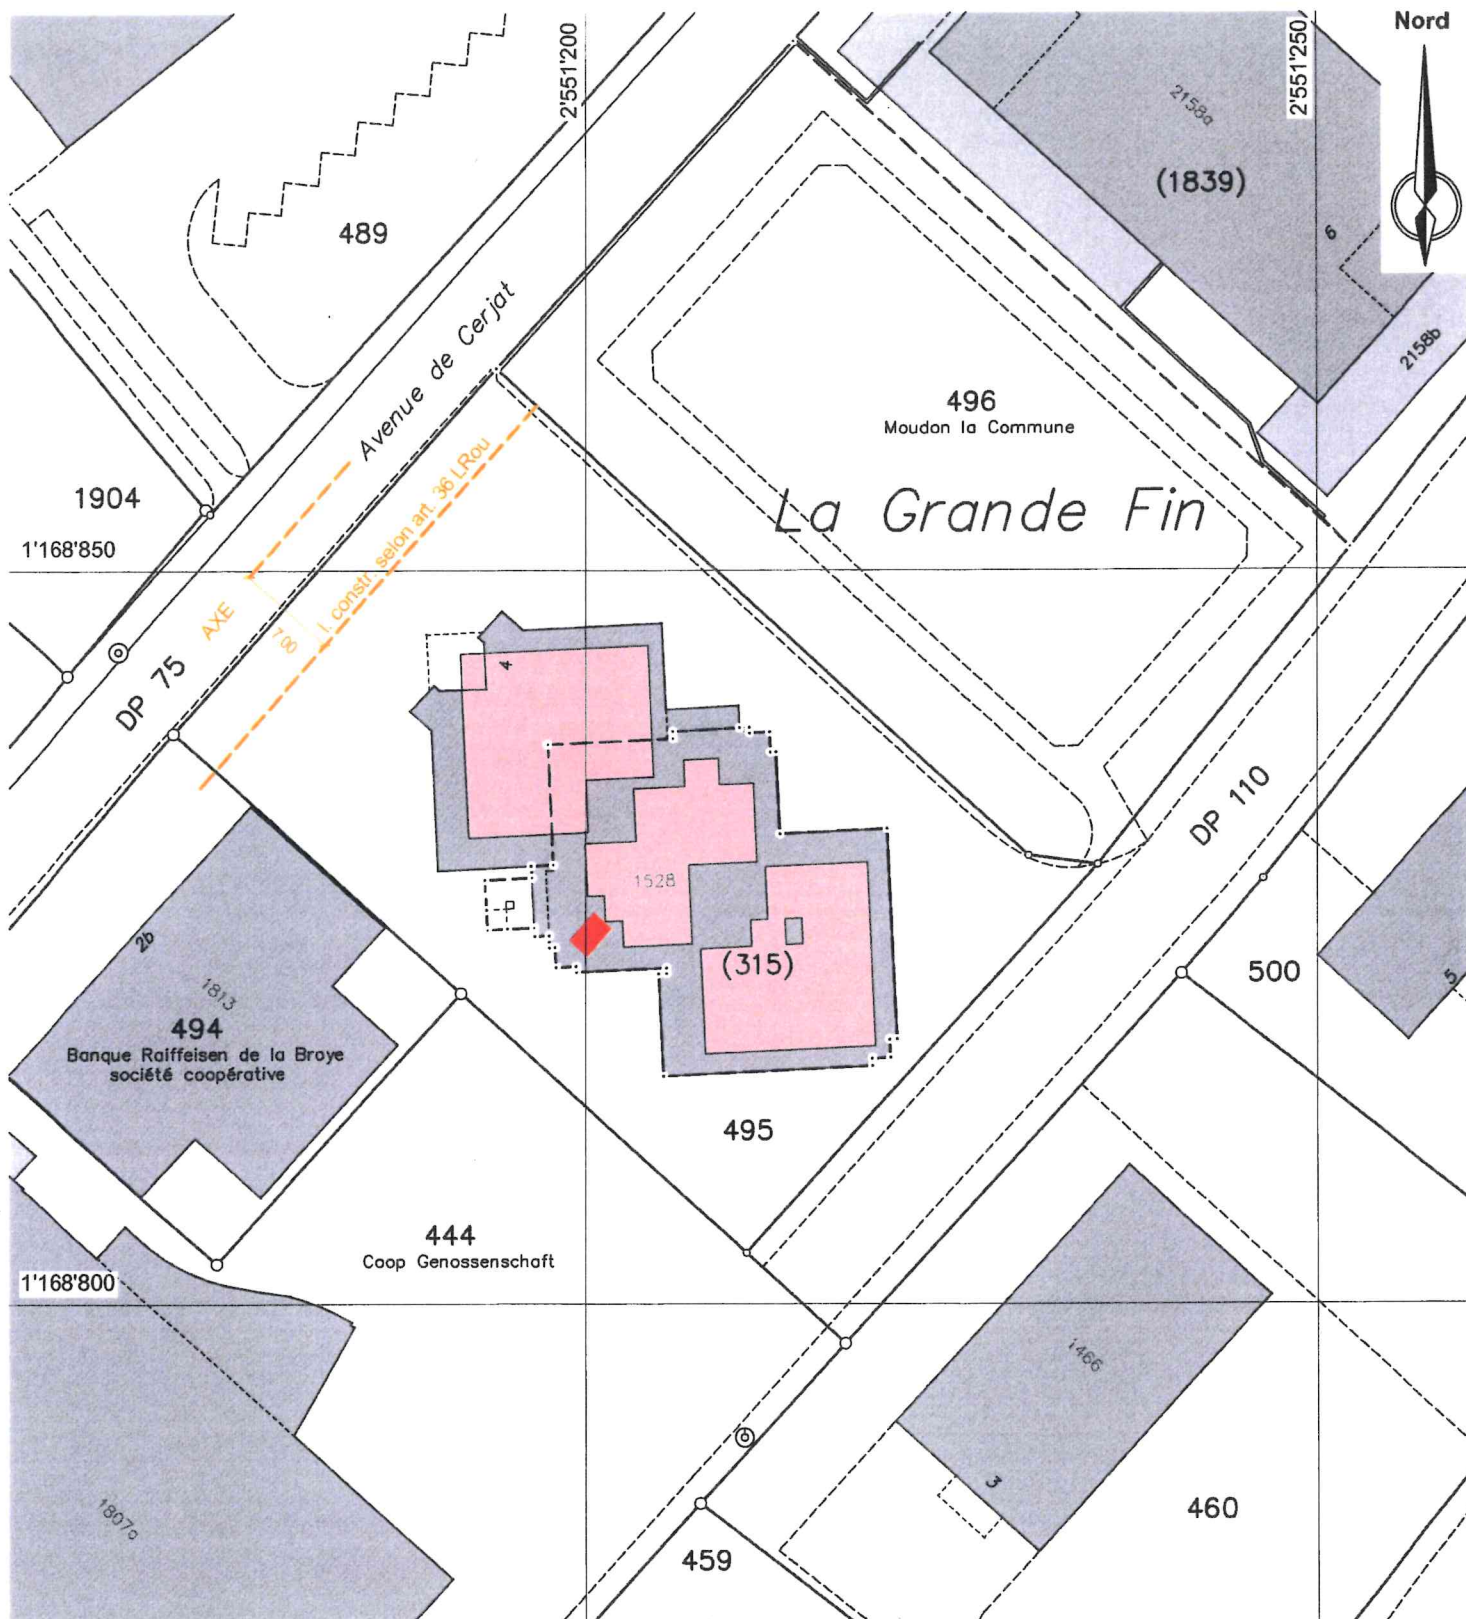 Nord
2'551'200
2'551'250
2158a
(1839)
6
2158b
489
Avenue de Cerjat
496
Moudon la Commune
La Grande Fin
1904
1'168'850
AXE
7.00
l. constr. selon art. 36 LRou
DP 75
4
DP 110
1528
(315)
2b
1813
494
Banque Raiffeisen de la Broye
société coopérative
500
5
495
444
Coop Genossenschaft
1'168'800
1466
3
1807a
460
459